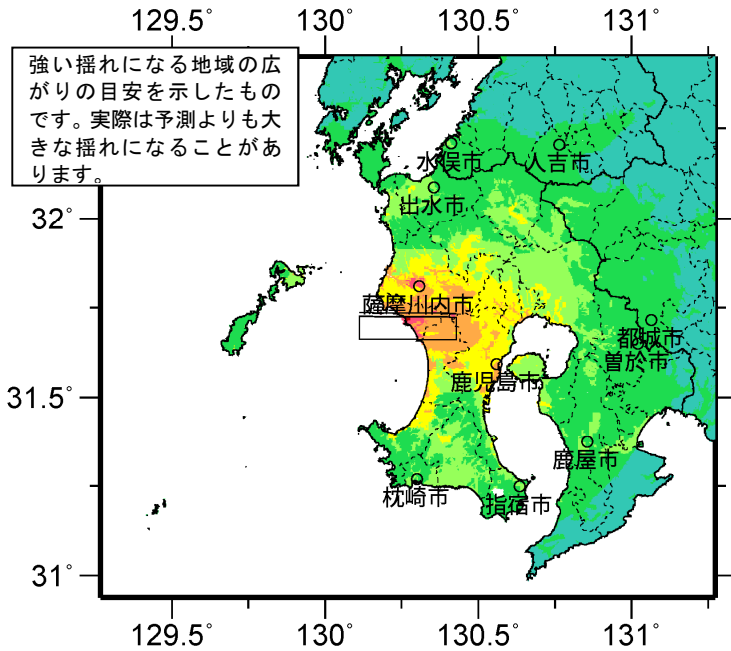 129.5° 130° 130.5° 131°
強い揺れになる地域の広
がりの目安を示したもの
です。実際は予測よりも大
きな揺れになることがあ
ります。
水俣市 人吉市
出水市
32°
薩摩川内市
都城市
曽於市
鹿児島市
31.5°
鹿屋市
枕崎市 指宿市
31°
129.5° 130° 130.5° 131°